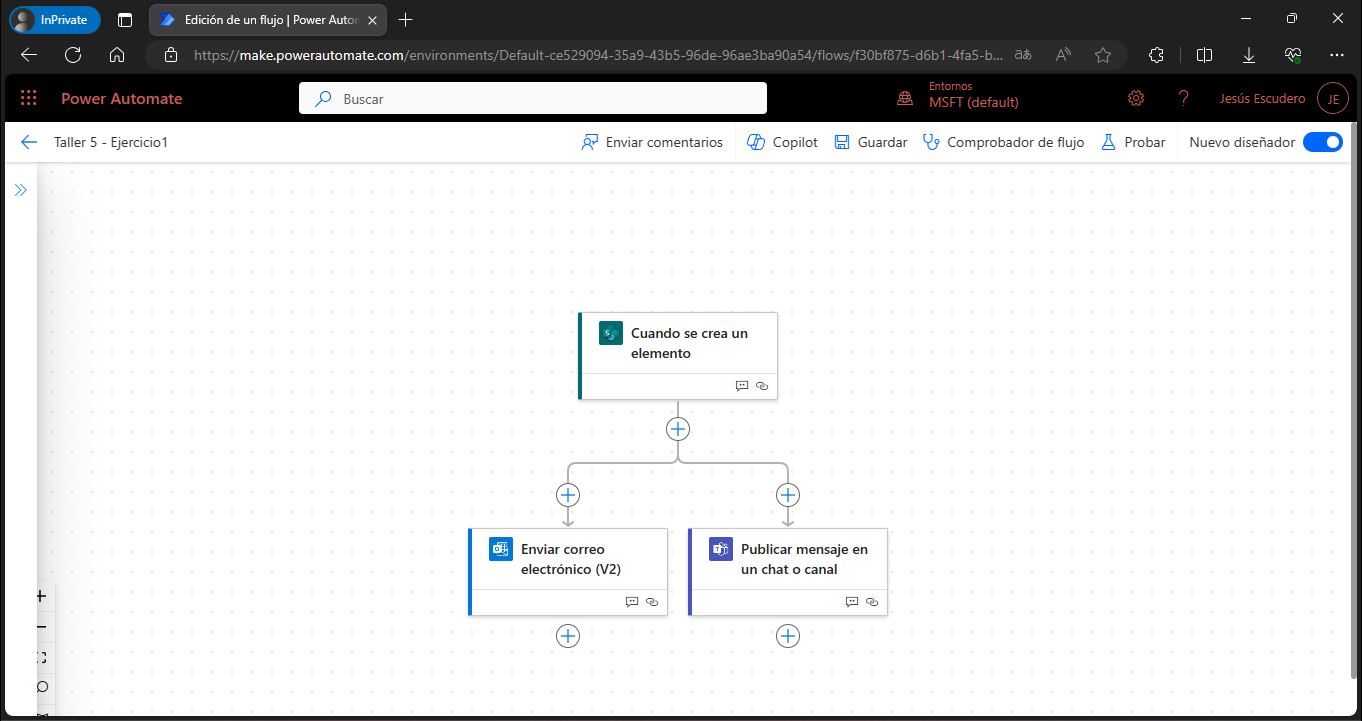 InPrivate
Edición de un flujo | Power Autor
https://make.powerautomate.com/environments/Default-ce529094-35a9-43b5-96de-96ae3ba90a54/flows/f30bf875-d6b1-4fa5-b...
Power Automate
Buscar
Entornos
MSFT (default)
Jesús Escudero
JE
Taller 5 - Ejercicio1
Enviar comentarios
Copilot
Guardar
Comprobador de flujo
Probar
Nuevo diseñador
Cuando se crea un
elemento
Enviar correo
electrónico (V2)
Publicar mensaje en
un chat o canal